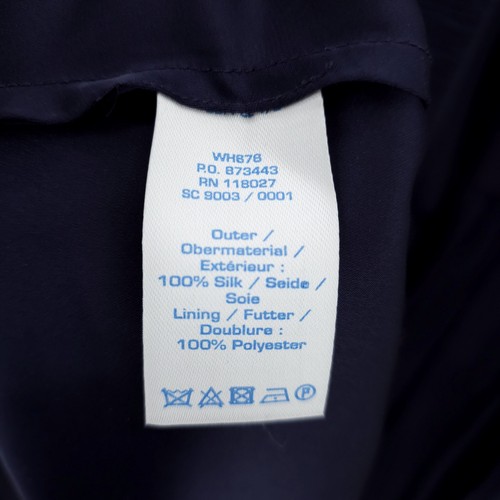 WH676
P.O. 873443
RN 118027
SC 9003 / 0001
Outer /
Obermaterial /
Extérieur :
100% Silk / Seide /
Soie
Lining / Futter /
Doublure :
100% Polyester
P